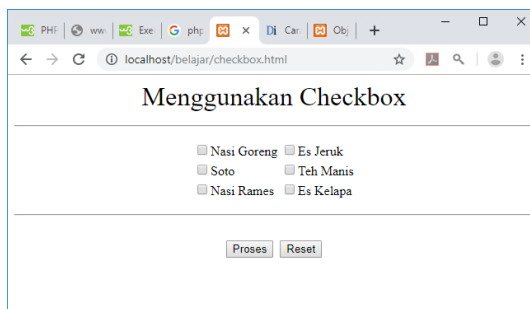 PHF
ww
Exe
G php
Di Car
Obj
localhost/belajar/checkbox.html
Menggunakan Checkbox
Nasi Goreng Es Jeruk
Soto Teh Manis
Nasi Rames Es Kelapa
Proses Reset